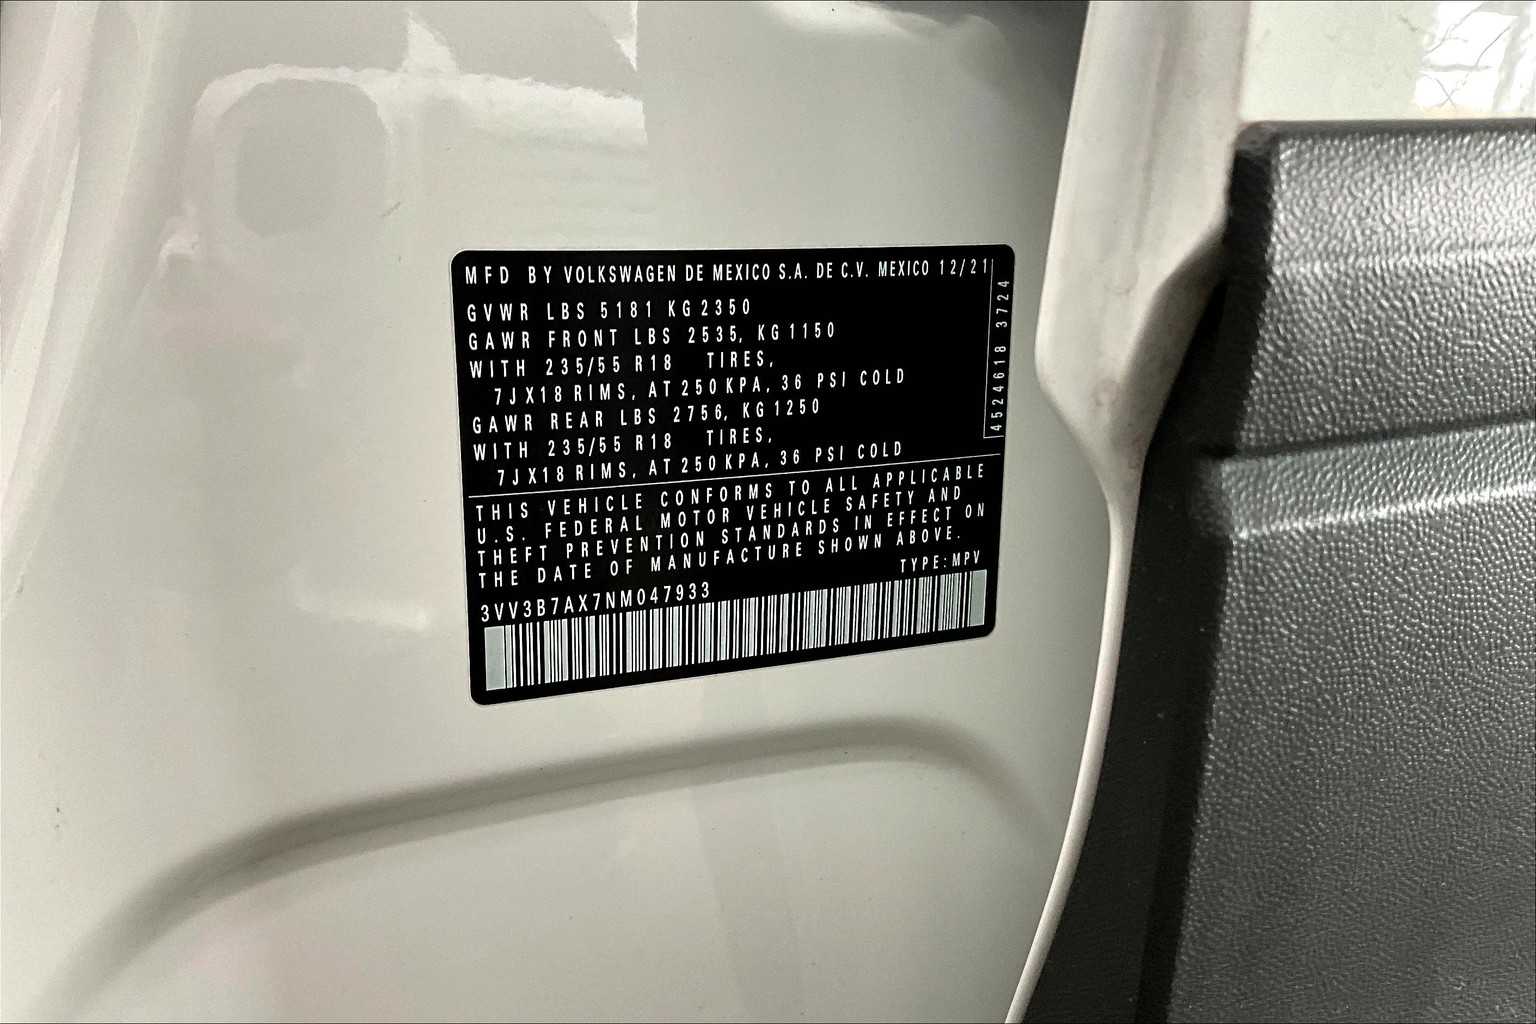 MFD BY VOLKSWAGEN DE MEXICO S.A. DE C.V. MEXICO 12/21
GVWR LBS 5181 KG 2350
GAWR FRONT LBS 2535, KG 1150
WITH 235/55 R18 TIRES,
7JX18 RIMS, AT 250 KPA, 36 PSI COLD
GAWR REAR LBS 2756, KG 1250
WITH 235/55 R18 TIRES,
7JX18 RIMS, AT 250 KPA, 36 PSI COLD
4524618 3724
THIS VEHICLE CONFORMS TO ALL APPLICABLE
U.S. FEDERAL MOTOR VEHICLE SAFETY AND
THEFT PREVENTION STANDARDS IN EFFECT ON
THE DATE OF MANUFACTURE SHOWN ABOVE.
TYPE:MPV
3VV3B7AX7NM047933